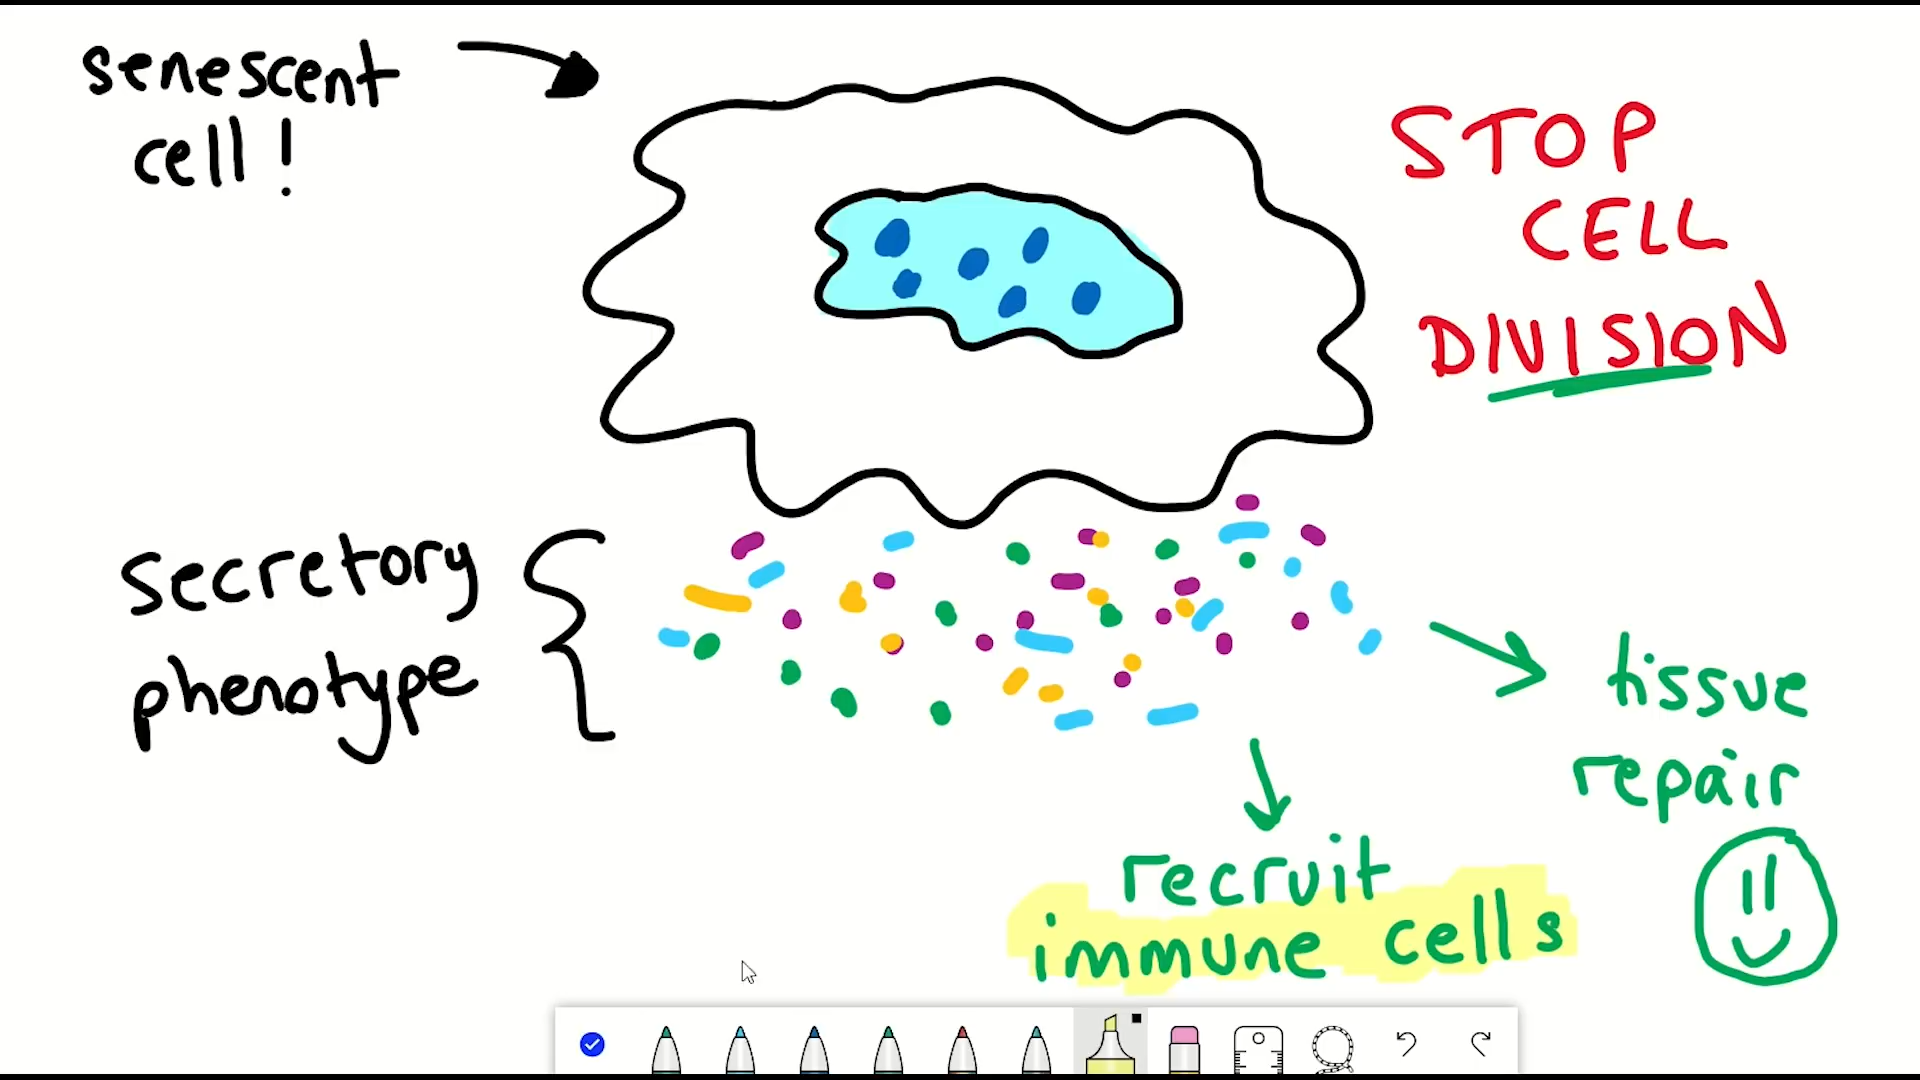 senescent
cell!
STOP
CELL
DIVISION
secretory
phenotype
tissue
repair
recruit
immune cells